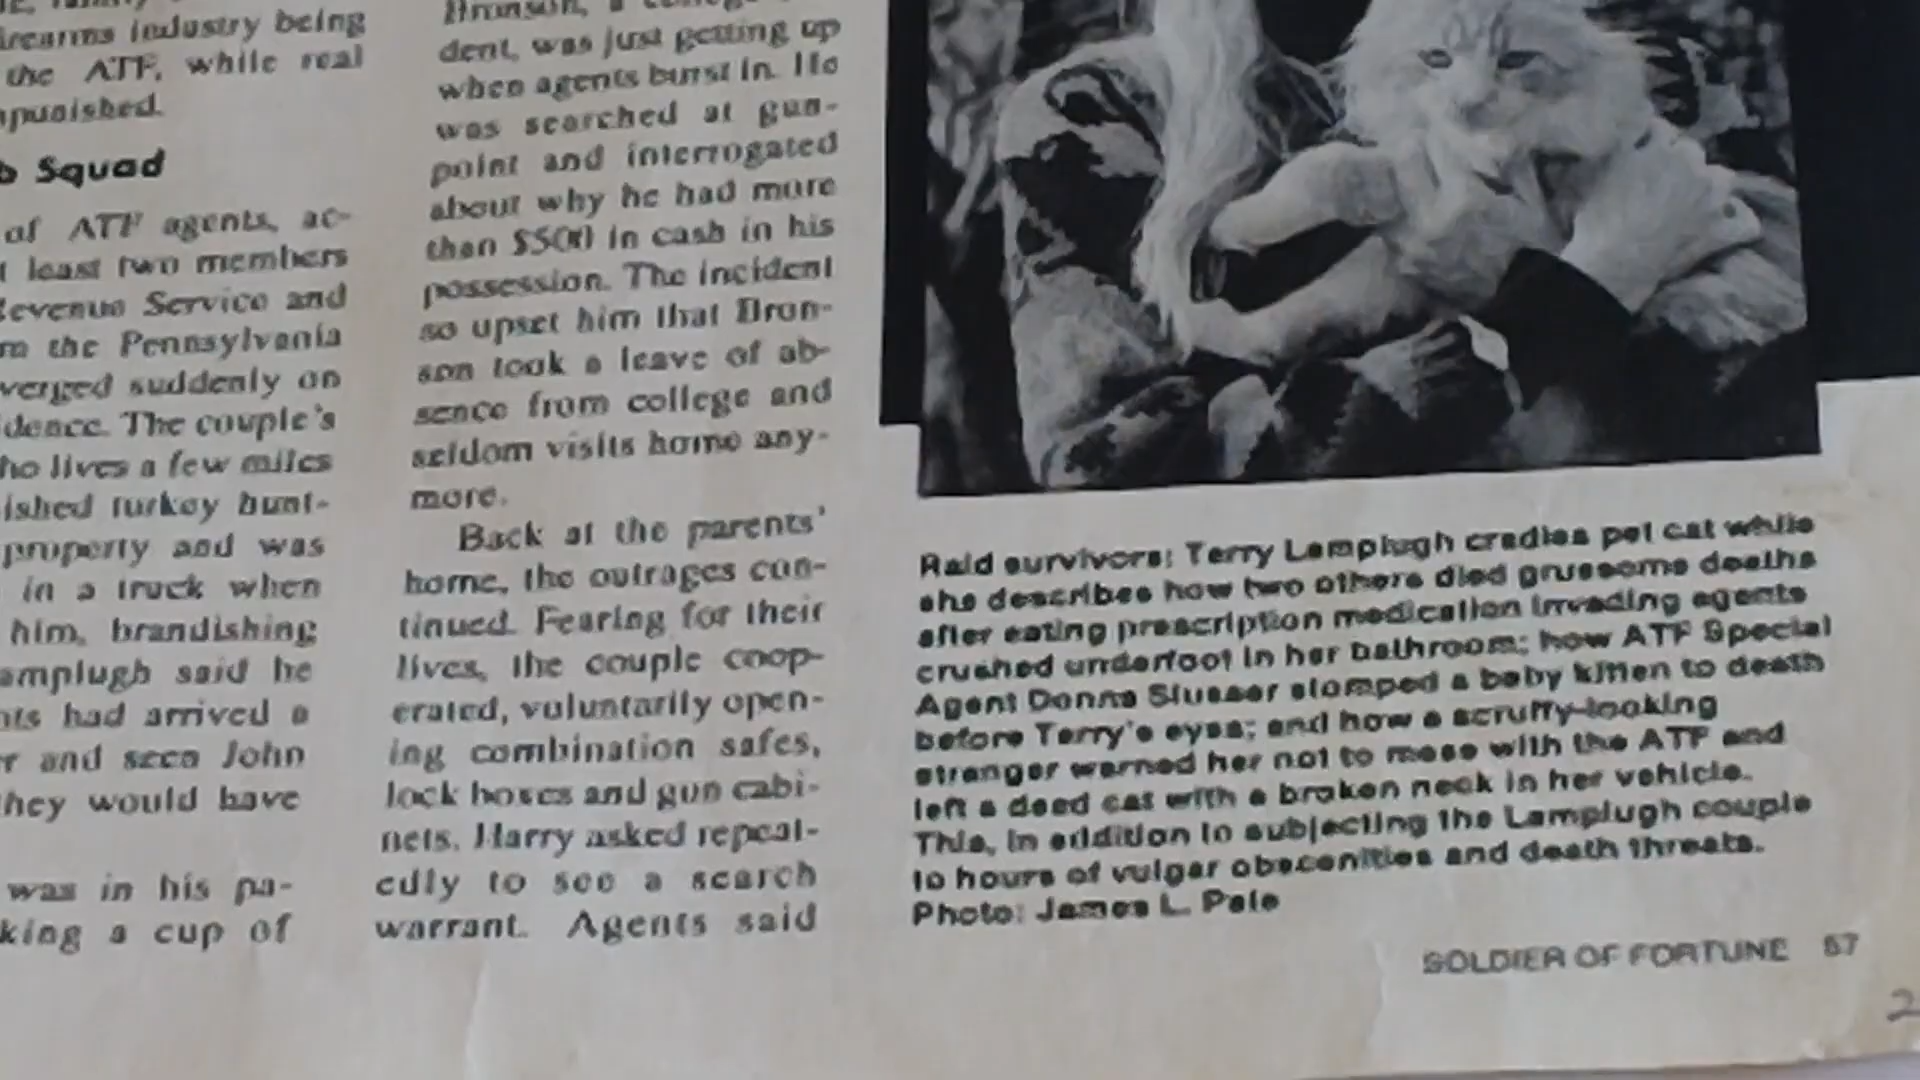 irearms industry being
the ATF, while real
punished.
Squad
of ATF agents, ac-
t least two members
Revenue Service and
m the Pennsylvania
verged suddenly on
idence. The couple's
ho lives a few miles
ished turkey hunt-
property and was
in a truck when
him, brandishing
amplugh said he
nts had arrived a
r and seen John
they would have
was in his pa-
king a cup of
Bronson, a
dent, was just getting up
when agents burst in. He
was searched at gun-
point and interrogated
about why he had more
than $500 in cash in his
possession. The incident
so upset him that Bron-
son took a leave of ab-
sence from college and
seldom visits home any-
more.
Back at the parents'
home, the outrages con-
tinued. Fearing for their
lives, the couple coop-
erated, voluntarily open-
ing combination safes,
lock boxes and gun cabi-
nets. Harry asked repeat-
edly to see a search
warrant. Agents said
Raid survivors: Terry Lamplugh cradles pet cat while
she describes how two others died gruesome deaths
after eating prescription medication invading agents
crushed underfoot in her bathroom; how ATF Special
Agent Donna Slusser stomped a baby kitten to death
before Terry's eyes; and how a scruffy-looking
stranger warned her not to mess with the ATF and
left a dead cat with a broken neck in her vehicle.
This, in addition to subjecting the Lamplugh couple
to hours of vulgar obscenities and death threats.
Photo: James L. Pate
SOLDIER OF FORTUNE 57
2